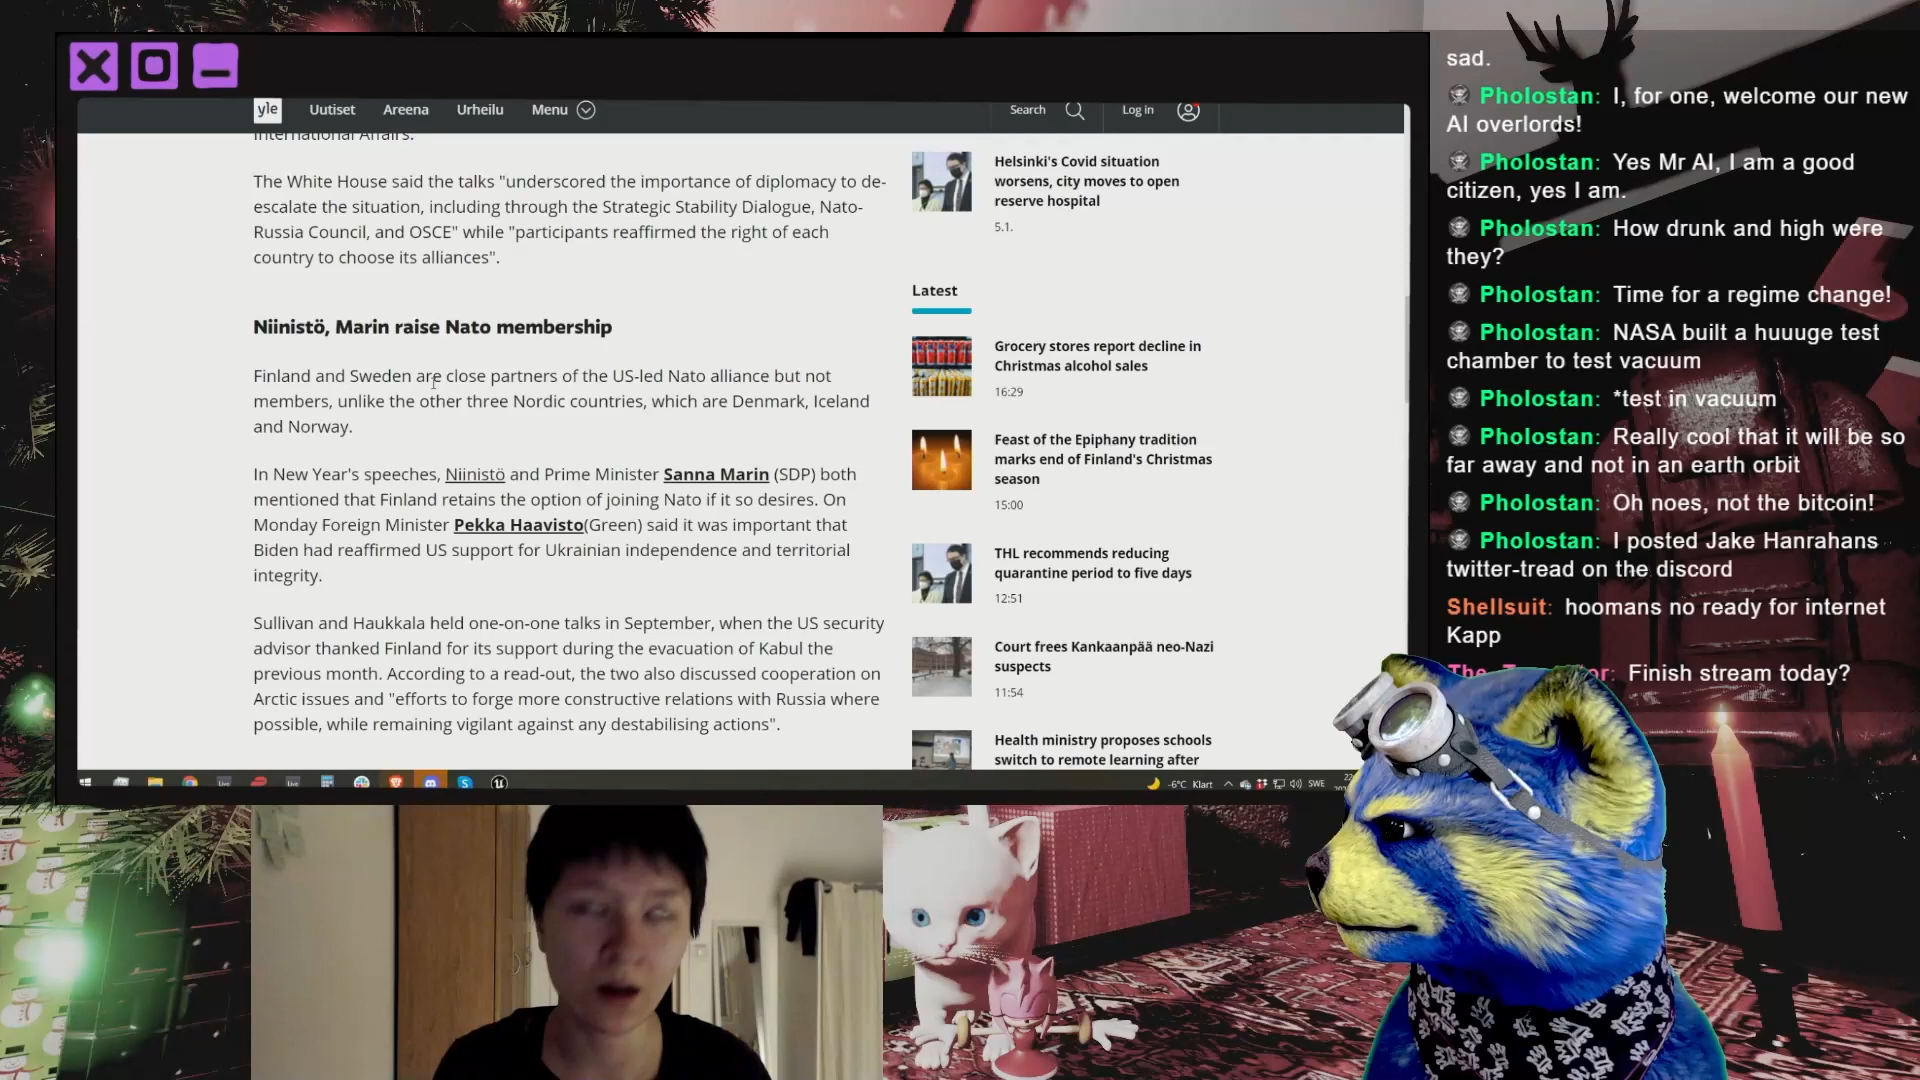 yle Uutiset Areena Urheilu Menu Search Log in
International Affairs.
The White House said the talks "underscored the importance of diplomacy to de-
escalate the situation, including through the Strategic Stability Dialogue, Nato-
Russia Council, and OSCE" while "participants reaffirmed the right of each
country to choose its alliances".
Niinistö, Marin raise Nato membership
Finland and Sweden are close partners of the US-led Nato alliance but not
members, unlike the other three Nordic countries, which are Denmark, Iceland
and Norway.
In New Year's speeches, Niinistö and Prime Minister Sanna Marin (SDP) both
mentioned that Finland retains the option of joining Nato if it so desires. On
Monday Foreign Minister Pekka Haavisto(Green) said it was important that
Biden had reaffirmed US support for Ukrainian independence and territorial
integrity.
Sullivan and Haukkala held one-on-one talks in September, when the US security
advisor thanked Finland for its support during the evacuation of Kabul the
previous month. According to a read-out, the two also discussed cooperation on
Arctic issues and "efforts to forge more constructive relations with Russia where
possible, while remaining vigilant against any destabilising actions".
Helsinki's Covid situation
worsens, city moves to open
reserve hospital
5.1.
Latest
Grocery stores report decline in
Christmas alcohol sales
16:29
Feast of the Epiphany tradition
marks end of Finland's Christmas
season
15:00
THL recommends reducing
quarantine period to five days
12:51
Court frees Kankaanpää neo-Nazi
suspects
11:54
Health ministry proposes schools
switch to remote learning after
-6°C Klart SWE
sad.
Pholostan: I, for one, welcome our new
AI overlords!
Pholostan: Yes Mr AI, I am a good
citizen, yes I am.
Pholostan: How drunk and high were
they?
Pholostan: Time for a regime change!
Pholostan: NASA built a huuuge test
chamber to test vacuum
Pholostan: *test in vacuum
Pholostan: Really cool that it will be so
far away and not in an earth orbit
Pholostan: Oh noes, not the bitcoin!
Pholostan: I posted Jake Hanrahans
twitter-tread on the discord
Shellsuit: hoomans no ready for internet
Kapp
Finish stream today?